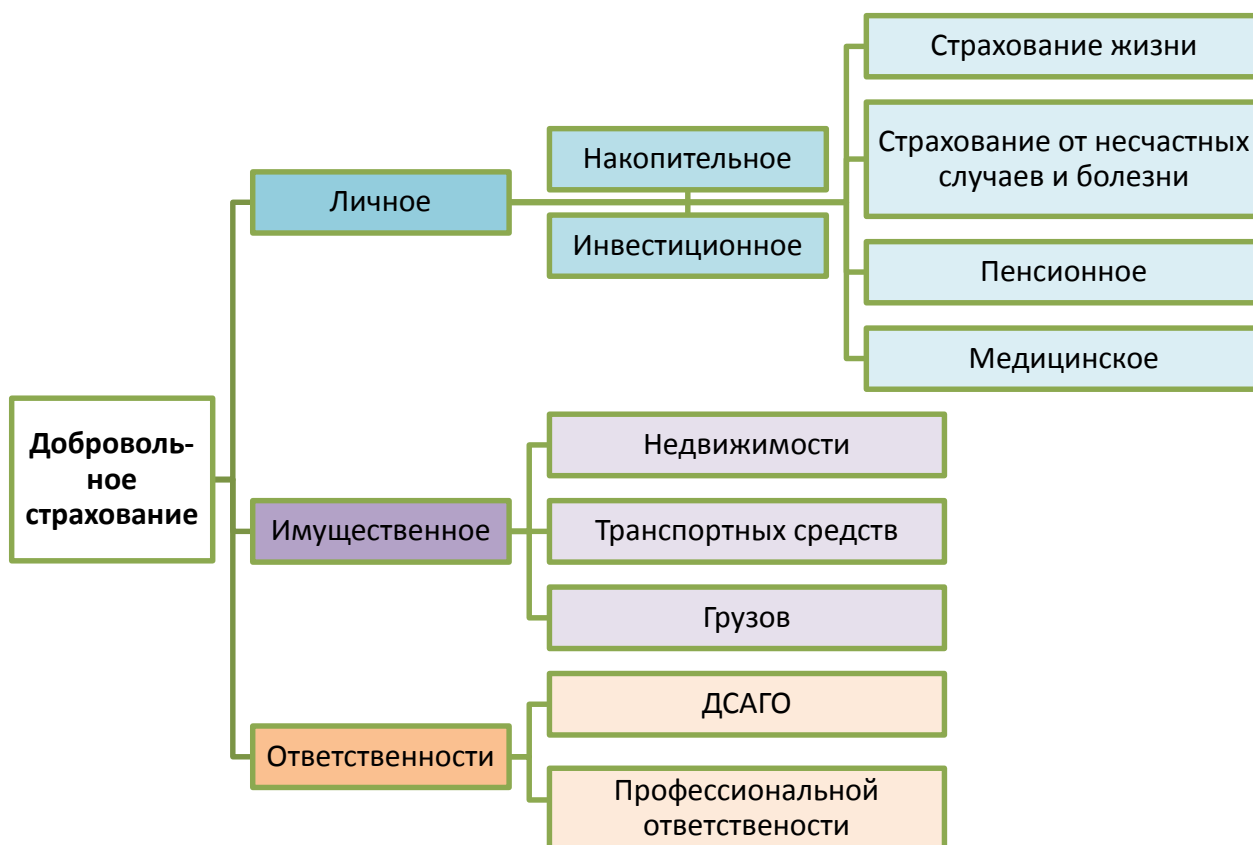 Страхование жизни
Страхование от несчастных
случаев и болезни
Накопительное
Личное
Инвестиционное
Пенсионное
Медицинское
Доброволь-
ное
страхование
Недвижимости
Имущественное
Транспортных средств
Грузов
ДСАГО
Ответственности
Профессиональной
ответствености